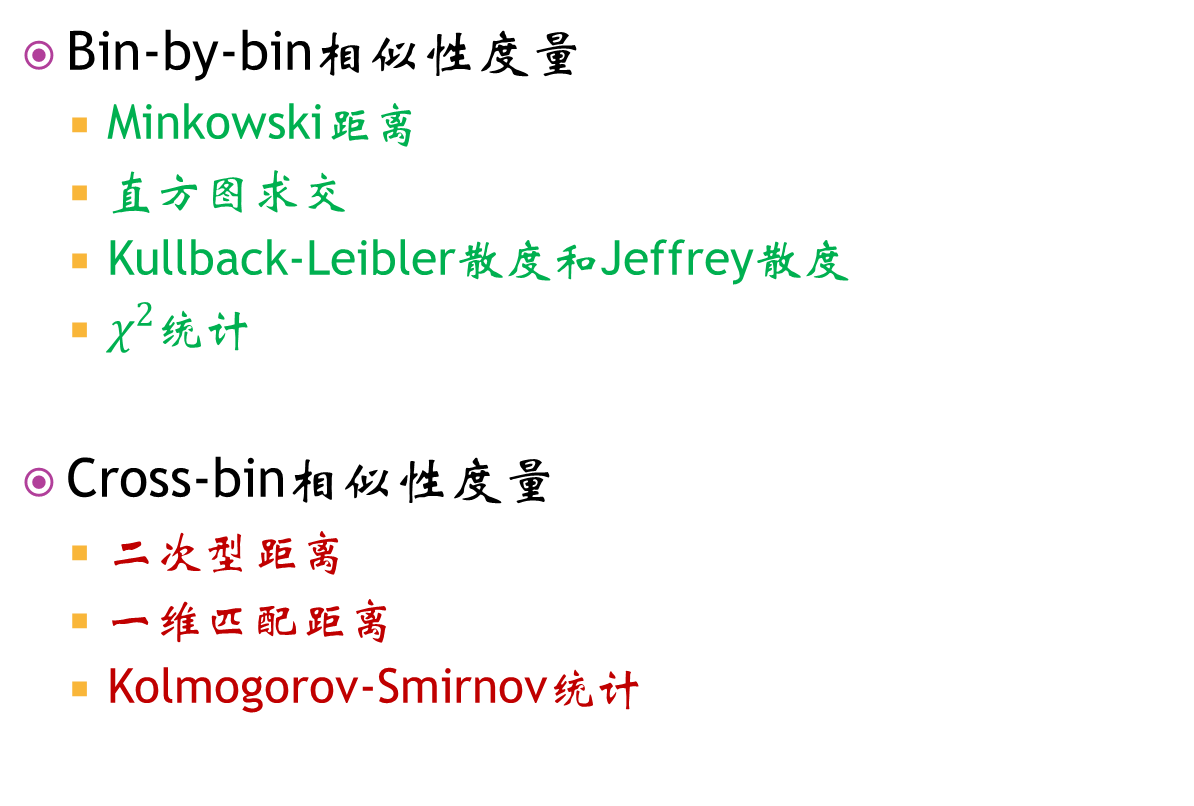 Bin-by-bin相似性度量
Minkowski距离
直方图求交
Kullback-Leibler散度和Jeffrey散度
χ²统计
Cross-bin相似性度量
二次型距离
一维匹配距离
Kolmogorov-Smirnov统计